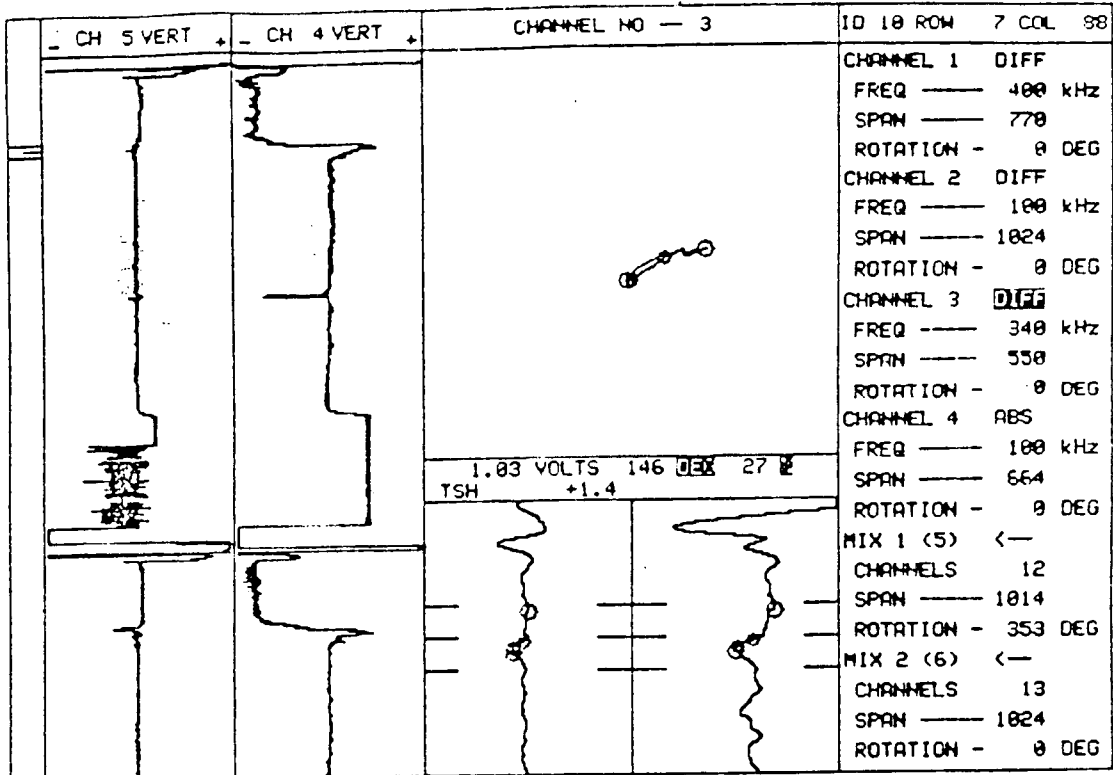 - CH 5 VERT +
- CH 4 VERT +
CHANNEL NO — 3
ID 10 ROW 7 COL 98
CHANNEL 1 DIFF
FREQ —— 400 kHz
SPAN —— 770
ROTATION - 0 DEG
CHANNEL 2 DIFF
FREQ —— 100 kHz
SPAN —— 1024
ROTATION - 0 DEG
CHANNEL 3 DIFF
FREQ —— 340 kHz
SPAN —— 550
ROTATION - 0 DEG
CHANNEL 4 ABS
FREQ —— 100 kHz
SPAN —— 664
ROTATION - 0 DEG
MIX 1 (5) <—
CHANNELS 12
SPAN —— 1014
ROTATION - 353 DEG
MIX 2 (6) <—
CHANNELS 13
SPAN —— 1024
ROTATION - 0 DEG
1.03 VOLTS 146 27
TSH +1.4